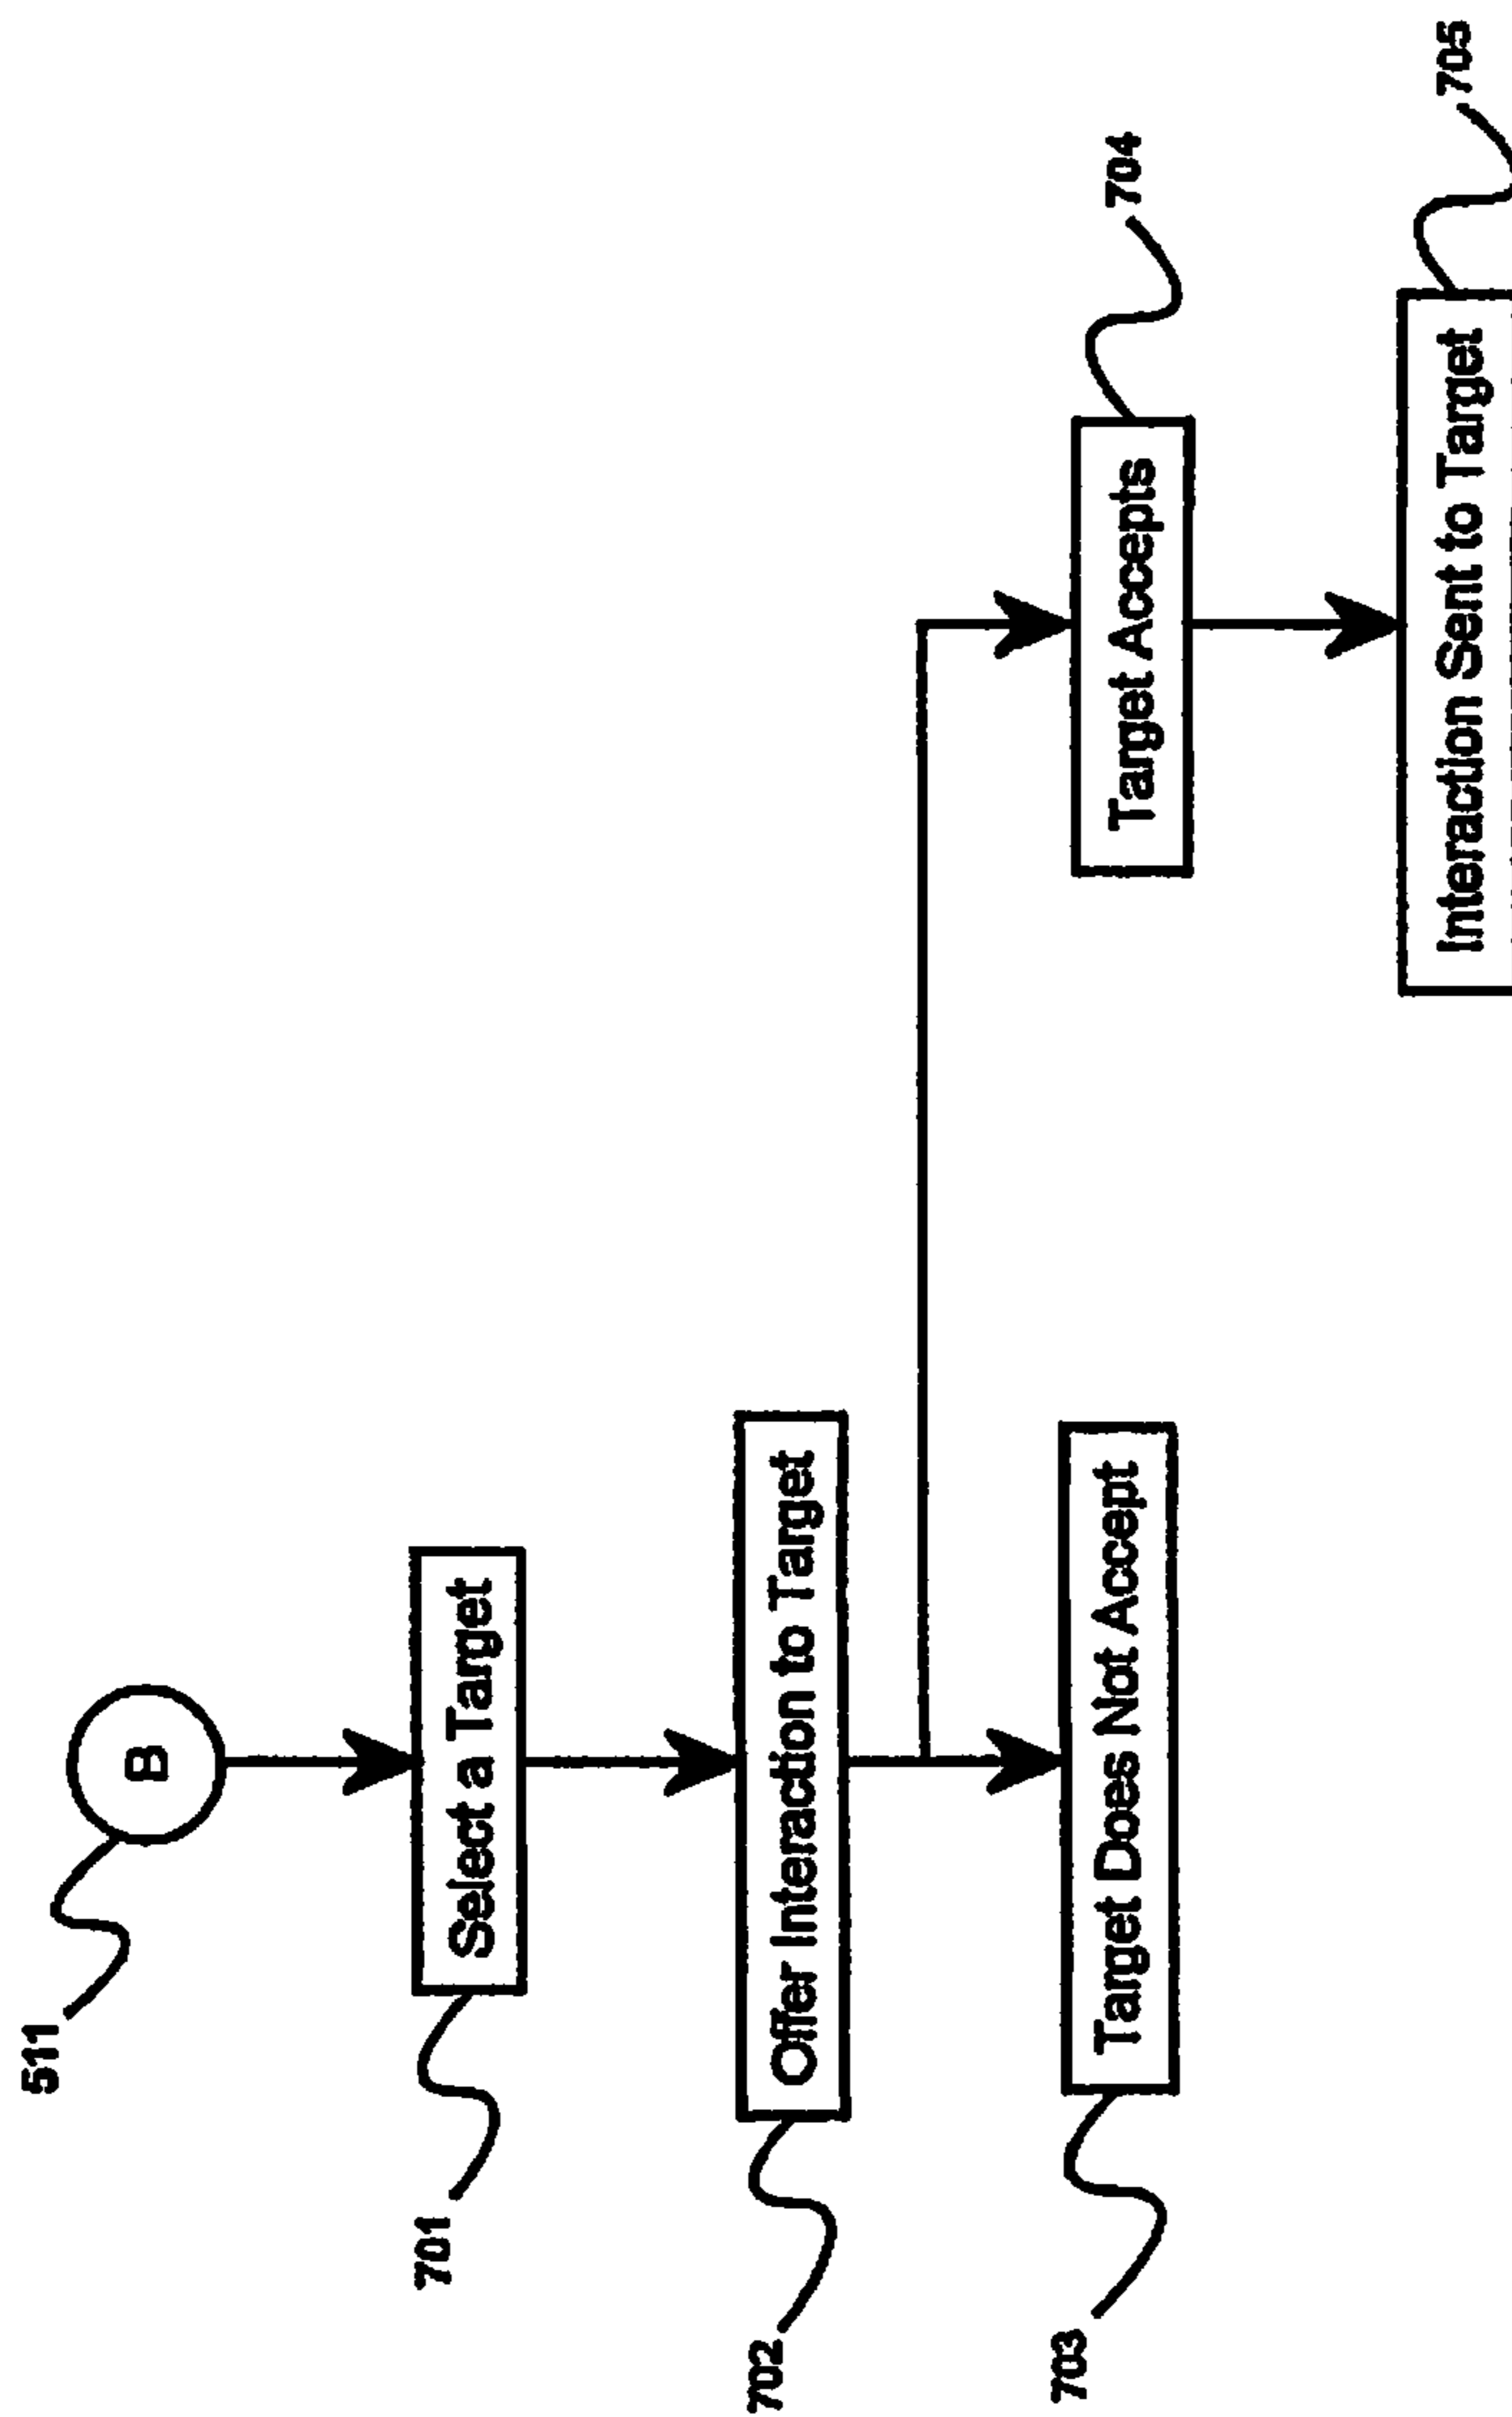 511
B
701
Select a Target
702
Offer Interaction to Target
703
Target Does Not Accept
704
Target Accepts
705
Interaction Sent to Target